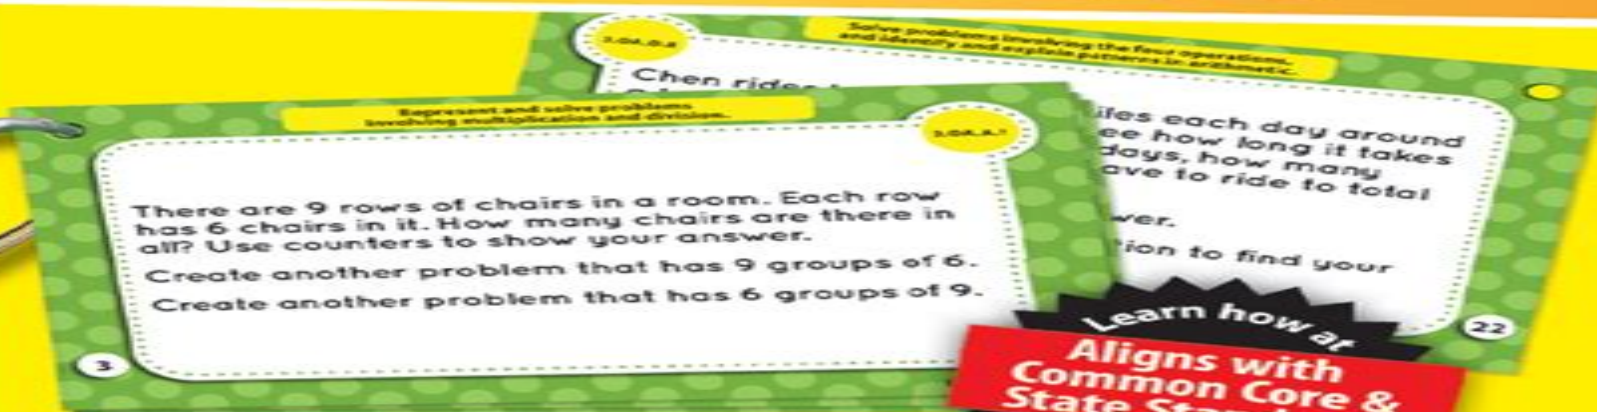 Represent and solve problems
involving multiplication and division.
3.OA.A.1
There are 9 rows of chairs in a room. Each row
has 6 chairs in it. How many chairs are there in
all? Use counters to show your answer.
Create another problem that has 9 groups of 6.
Create another problem that has 6 groups of 9.
3
Solve problems involving the four operations,
and identify and explain patterns in arithmetic.
Chen rides
each day around
how long it takes
days, how many
to ride to total
to find your
22
Learn how at
Aligns with
Common Core &
State